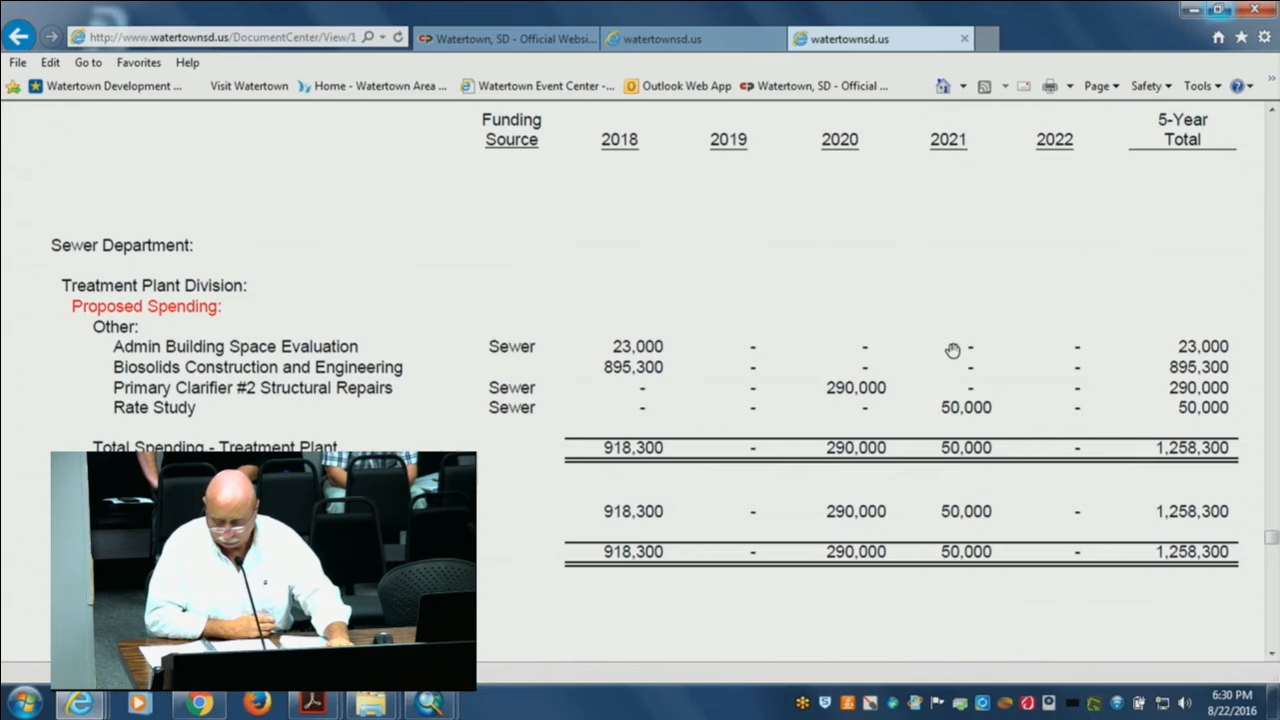 http://www.watertownsd.us/DocumentCenter/View/1
Watertown, SD - Official Websi...
watertownsd.us
watertownsd.us
File Edit Go to Favorites Help
Watertown Development ...
Visit Watertown
Home - Watertown Area ...
Watertown Event Center -...
Outlook Web App
Watertown, SD - Official ...
Page
Safety
Tools
Funding Source 2018 2019 2020 2021 2022 5-Year Total
Sewer Department:
Treatment Plant Division:
Proposed Spending:
Other:
Admin Building Space Evaluation Sewer 23,000 - - - - 23,000
Biosolids Construction and Engineering 895,300 - - - - 895,300
Primary Clarifier #2 Structural Repairs Sewer - - 290,000 - - 290,000
Rate Study Sewer - - - 50,000 - 50,000
Total Spending - Treatment Plant 918,300 - 290,000 50,000 - 1,258,300
918,300 - 290,000 50,000 - 1,258,300
918,300 - 290,000 50,000 - 1,258,300
6:30 PM
8/22/2016